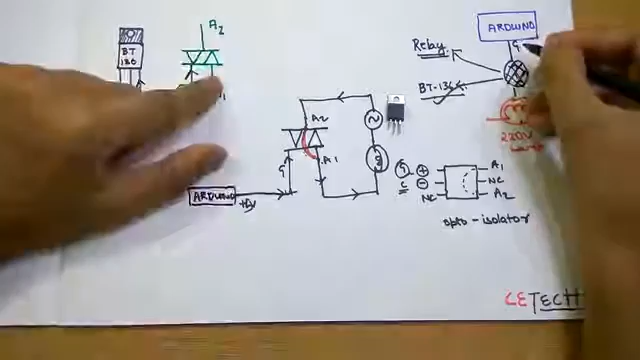 A2
BT
136
ARDUINO
G
Relay
BT-136
220V
A2
A1
G
ARDUINO
+5V
G
+
C
-
NC
A1
NC
A2
opto-isolator
CETECH